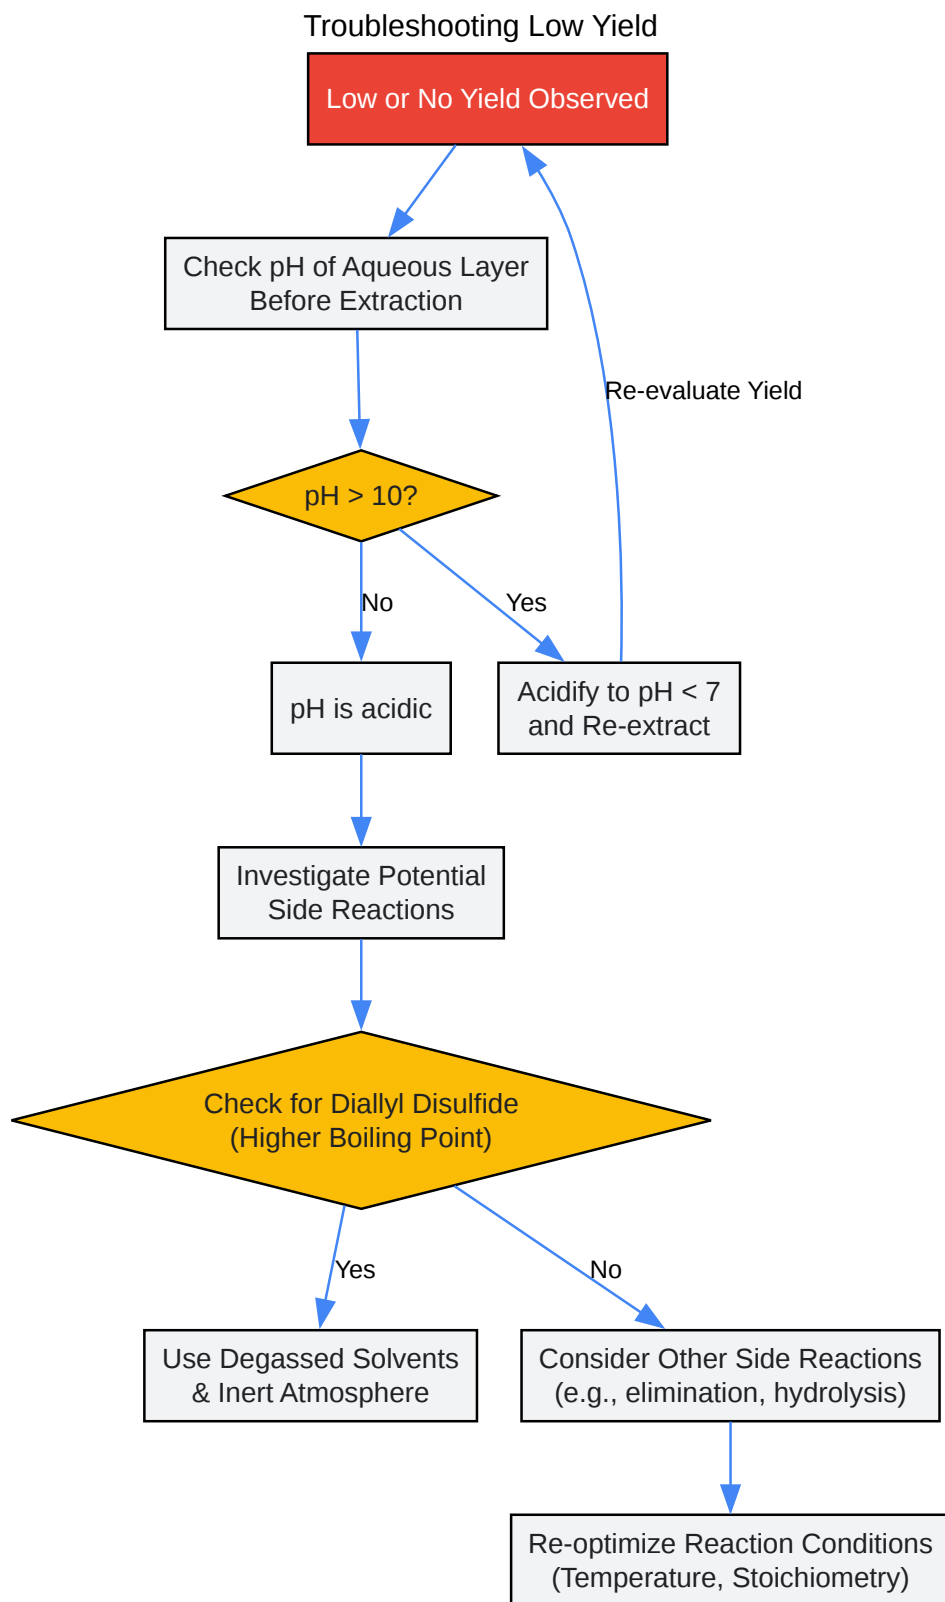 Troubleshooting Low Yield
Low or No Yield Observed
Check pH of Aqueous Layer
Before Extraction
Re-evaluate Yield
pH > 10?
No
Yes
pH is acidic
Acidify to pH < 7
and Re-extract
Investigate Potential
Side Reactions
Check for Diallyl Disulfide
(Higher Boiling Point)
Yes
No
Use Degassed Solvents
& Inert Atmosphere
Consider Other Side Reactions
(e.g., elimination, hydrolysis)
Re-optimize Reaction Conditions
(Temperature, Stoichiometry)